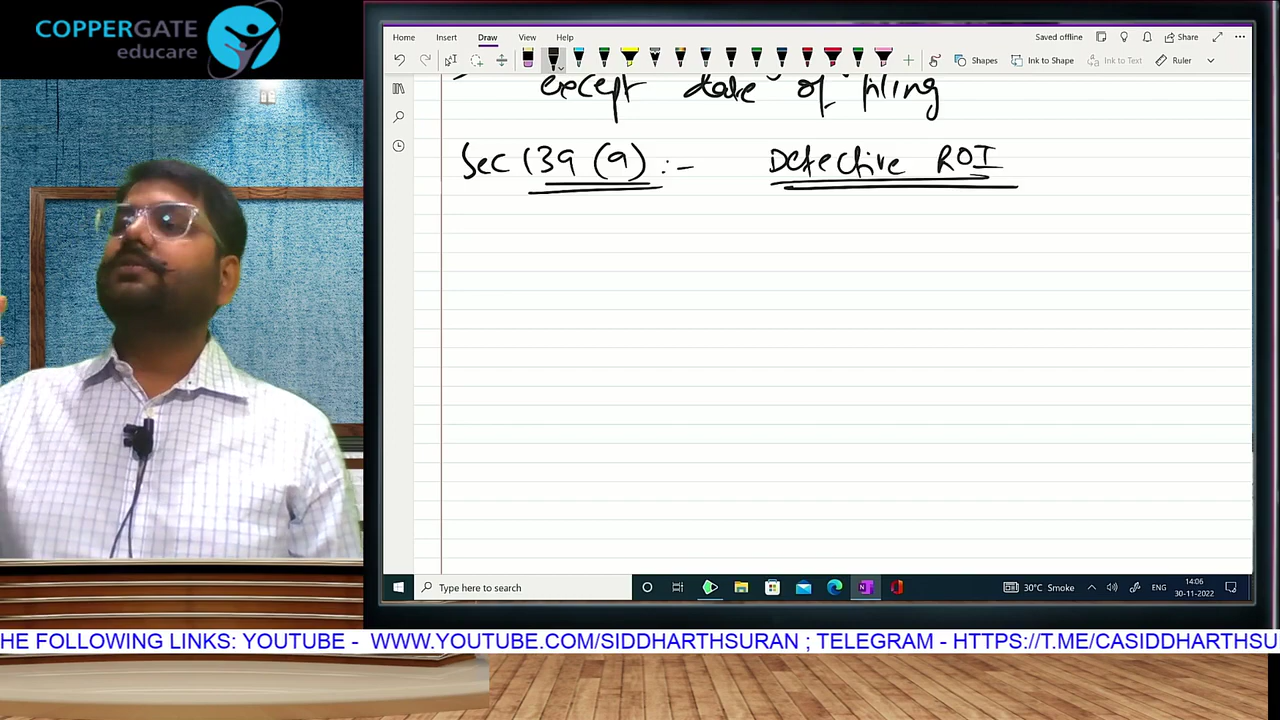 COPPERGATE
educare
Home Insert Draw View Help
Saved offline Share
Shapes Ink to Shape Ink to Text Ruler
except date of filing
Sec 139 (9) :- Defective ROI
Type here to search
30°C Smoke ENG 14:06
30-11-2022
HE FOLLOWING LINKS: YOUTUBE - WWW.YOUTUBE.COM/SIDDHARTHSURAN ; TELEGRAM - HTTPS://T.ME/CASIDDHARTHSU